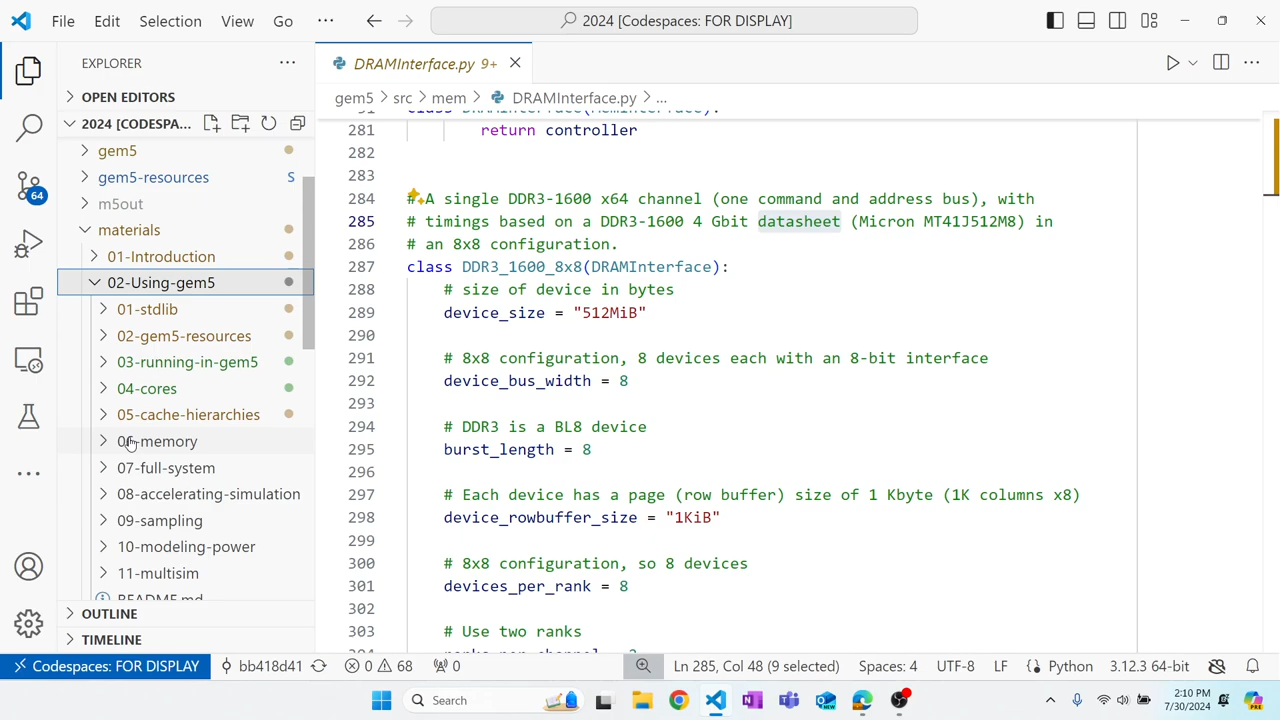 File Edit Selection View Go ··· 2024 [Codespaces: FOR DISPLAY]
EXPLORER
OPEN EDITORS
2024 [CODESPA...
gem5
gem5-resources S
m5out
materials
01-Introduction
02-Using-gem5
01-stdlib
02-gem5-resources
03-running-in-gem5
04-cores
05-cache-hierarchies
06-memory
07-full-system
08-accelerating-simulation
09-sampling
10-modeling-power
11-multisim
README.md
OUTLINE
TIMELINE
64
DRAMInterface.py 9+
gem5 > src > mem > DRAMInterface.py > ...
class DRAMInterface(MemInterface):
281 return controller
282
283
284 # A single DDR3-1600 x64 channel (one command and address bus), with
285 # timings based on a DDR3-1600 4 Gbit datasheet (Micron MT41J512M8) in
286 # an 8x8 configuration.
287 class DDR3_1600_8x8(DRAMInterface):
288 # size of device in bytes
289 device_size = "512MiB"
290
291 # 8x8 configuration, 8 devices each with an 8-bit interface
292 device_bus_width = 8
293
294 # DDR3 is a BL8 device
295 burst_length = 8
296
297 # Each device has a page (row buffer) size of 1 Kbyte (1K columns x8)
298 device_rowbuffer_size = "1KiB"
299
300 # 8x8 configuration, so 8 devices
301 devices_per_rank = 8
302
303 # Use two ranks
Codespaces: FOR DISPLAY bb418d41 0 68 0 Ln 285, Col 48 (9 selected) Spaces: 4 UTF-8 LF Python 3.12.3 64-bit
Search 2:10 PM
7/30/2024